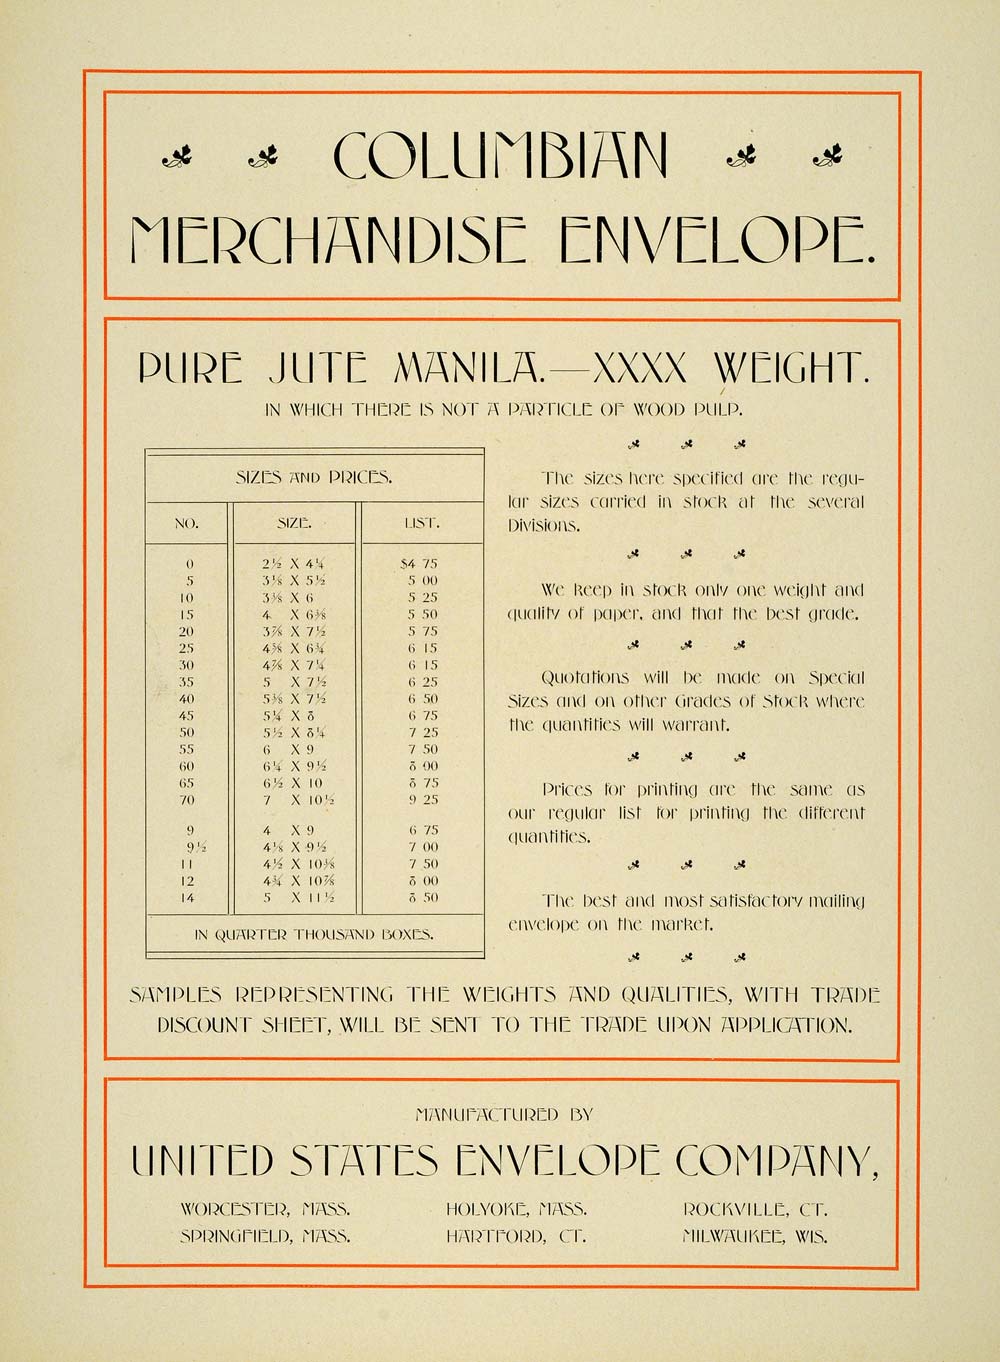 COLUMBIAN
MERCHANDISE ENVELOPE.
PURE JUTE MANILA.—XXXX WEIGHT.
IN WHICH THERE IS NOT A PARTICLE OF WOOD PULP.
SIZES AND PRICES.
NO. SIZE. LIST.
0 2½ X 4¼ $4 75
5 3⅛ X 5½ 5 00
10 3⅜ X 6 5 25
15 4 X 6⅜ 5 50
20 3⅞ X 7½ 5 75
25 4⅝ X 6¾ 6 15
30 4⅞ X 7¼ 6 15
35 5 X 7½ 6 25
40 5⅜ X 7½ 6 50
45 5¼ X 8 6 75
50 5½ X 8¼ 7 25
55 6 X 9 7 50
60 6¼ X 9½ 8 00
65 6½ X 10 8 75
70 7 X 10½ 9 25
9 4 X 9 6 75
9½ 4⅛ X 9½ 7 00
11 4½ X 10⅜ 7 50
12 4¾ X 10⅞ 8 00
14 5 X 11½ 8 50
IN QUARTER THOUSAND BOXES.
The sizes here specified are the regu-
lar sizes carried in stock at the several
Divisions.
We keep in stock only one weight and
quality of paper, and that the best grade.
Quotations will be made on Special
Sizes and on other Grades of Stock where
the quantities will warrant.
Prices for printing are the same as
our regular list for printing the different
quantities.
The best and most satisfactory mailing
envelope on the market.
SAMPLES REPRESENTING THE WEIGHTS AND QUALITIES, WITH TRADE
DISCOUNT SHEET, WILL BE SENT TO THE TRADE UPON APPLICATION.
MANUFACTURED BY
UNITED STATES ENVELOPE COMPANY,
WORCESTER, MASS. HOLYOKE, MASS. ROCKVILLE, CT.
SPRINGFIELD, MASS. HARTFORD, CT. MILWAUKEE, WIS.